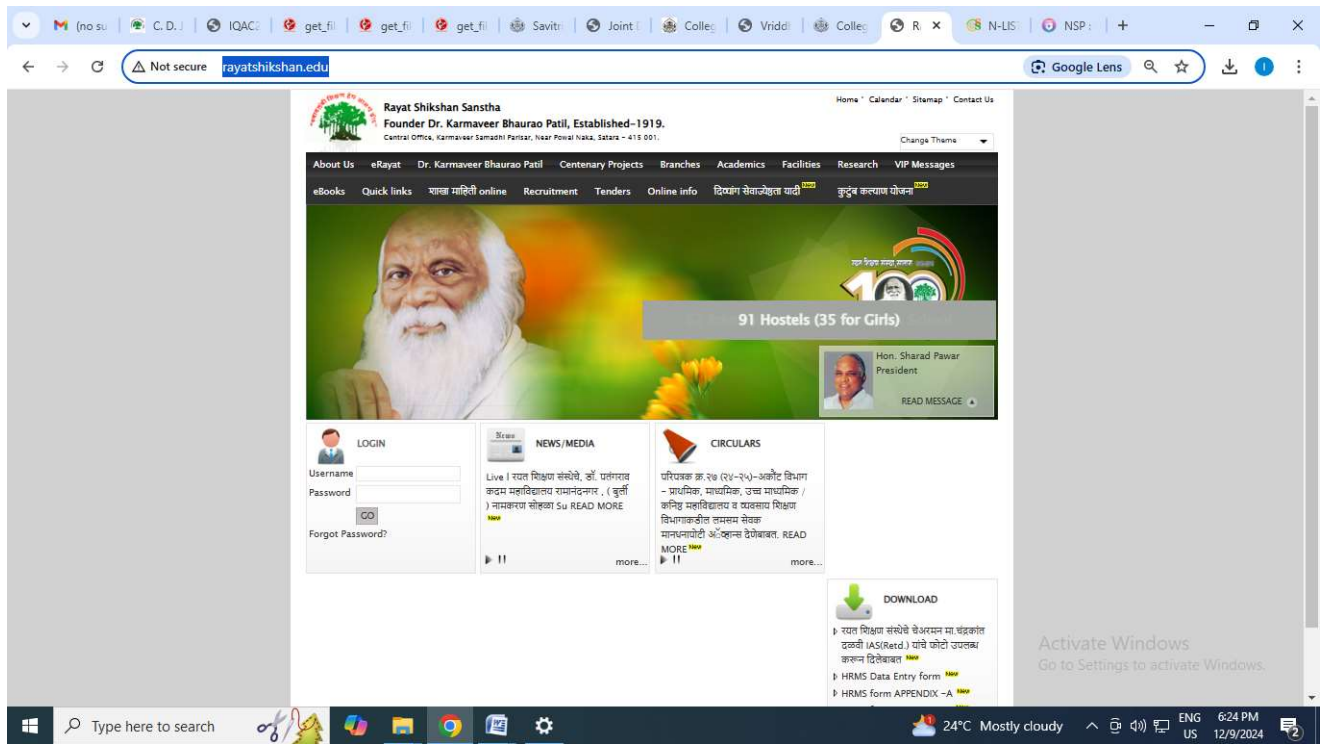 (no su
C. D. J
IQAC:
get_fil
get_fil
get_fil
Savitri
Joint
Colleg
Vriddi
Colleg
R
N-LIS
NSP
Not secure rayatshikshan.edu
Google Lens
Rayat Shikshan Sanstha
Founder Dr. Karmaveer Bhaurao Patil, Established-1919.
Central Office, Karmaveer Samadhi Parisar, Near Powai Naka, Satara - 415 001.
Home Calendar Sitemap Contact Us
Change Theme
About Us eRayat Dr. Karmaveer Bhaurao Patil Centenary Projects Branches Academics Facilities Research VIP Messages
eBooks Quick links शाखा माहिती online Recruitment Tenders Online info दिव्यांग सेवाज्येष्ठता यादी New कुटुंब कल्याण योजना New
100
91 Hostels (35 for Girls)
Hon. Sharad Pawar
President
READ MESSAGE
LOGIN
Username
Password
GO
Forgot Password?
News
NEWS/MEDIA
Live | रयत शिक्षण संस्थेचे, डॉ. पतंगराव
कदम महाविद्यालय रामानंदनगर , ( बुर्ली
) नामकरण सोहळा Su READ MORE
New
more...
CIRCULARS
परिपत्रक क्र.२७ (२४-२५)-अकौंट विभाग
- प्राथमिक, माध्यमिक, उच्च माध्यमिक /
कनिष्ठ महाविद्यालय व व्यवसाय शिक्षण
विभागाकडील तमसम सेवक
मानधनापोटी अॅव्हान्स देणेबाबत. READ
MORE New
more...
DOWNLOAD
रयत शिक्षण संस्थेचे चेअरमन मा.चंद्रकांत
दळवी IAS(Retd.) यांचे फोटो उपलब्ध
करून दिलेबाबत New
HRMS Data Entry form New
HRMS form APPENDIX -A New
Activate Windows
Go to Settings to activate Windows.
Type here to search
24°C Mostly cloudy
ENG
US
6:24 PM
12/9/2024
2